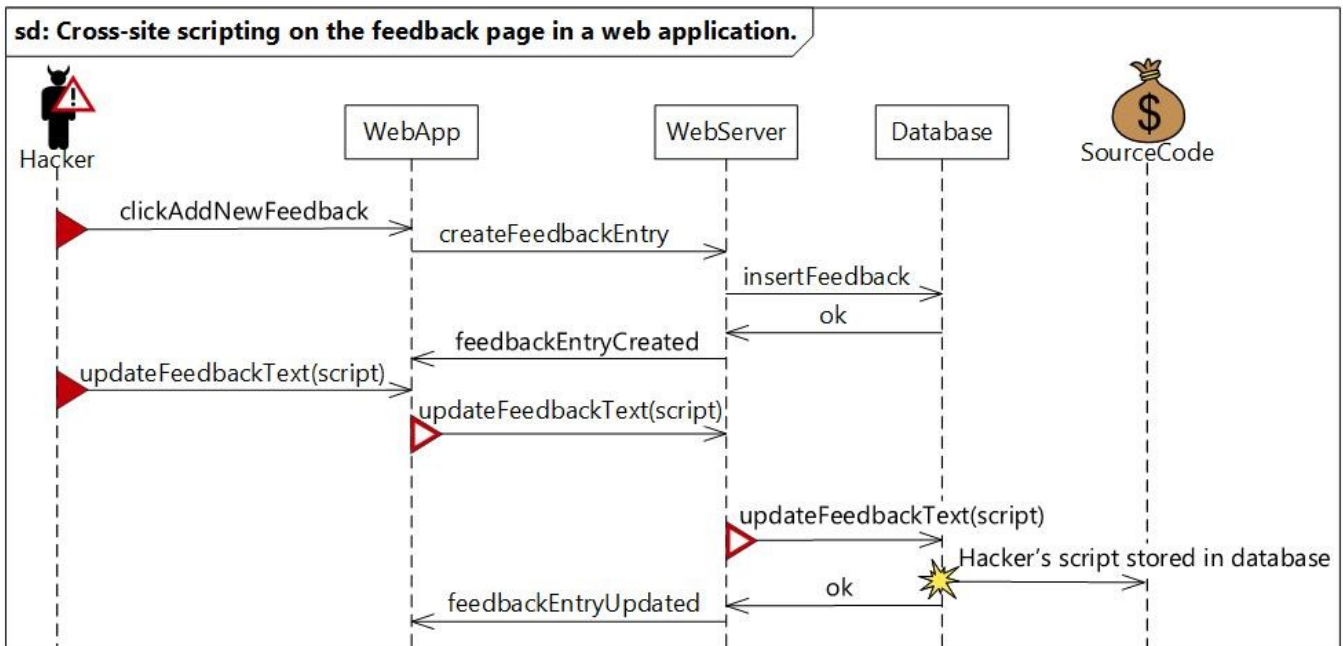 sd: Cross-site scripting on the feedback page in a web application.
!
$
WebApp
WebServer
Database
SourceCode
Hacker
clickAddNewFeedback
createFeedbackEntry
insertFeedback
ok
feedbackEntryCreated
updateFeedbackText(script)
updateFeedbackText(script)
updateFeedbackText(script)
Hacker's script stored in database
ok
feedbackEntryUpdated